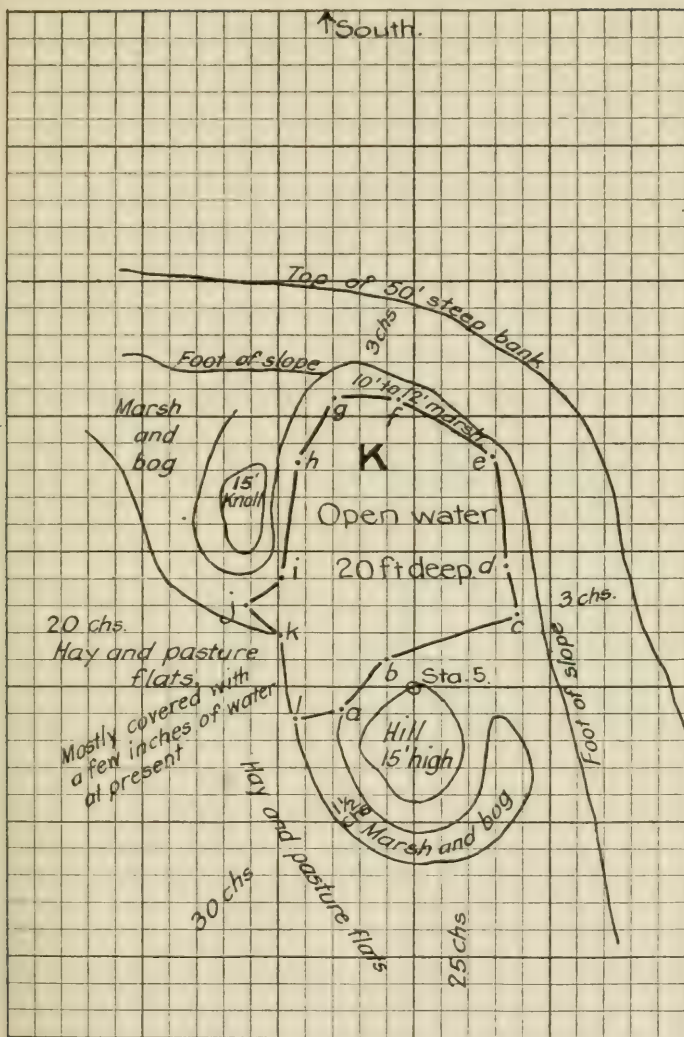 South.
Top of 50' steep bank
3 chs
Foot of slope
10' to 12' marsh
Marsh
and
bog
g
f
h
K
e
15'
Knoll
Open water
i
20 ft deep.
d
j
c
3 chs.
k
20 chs.
Hay and pasture
flats.
Mostly covered with
a few inches of water
at present
b
Sta. 5.
Foot of slope
l
a
Hill
15' high
Marsh and bog
Hay and pasture flats
30 chs
25 chs